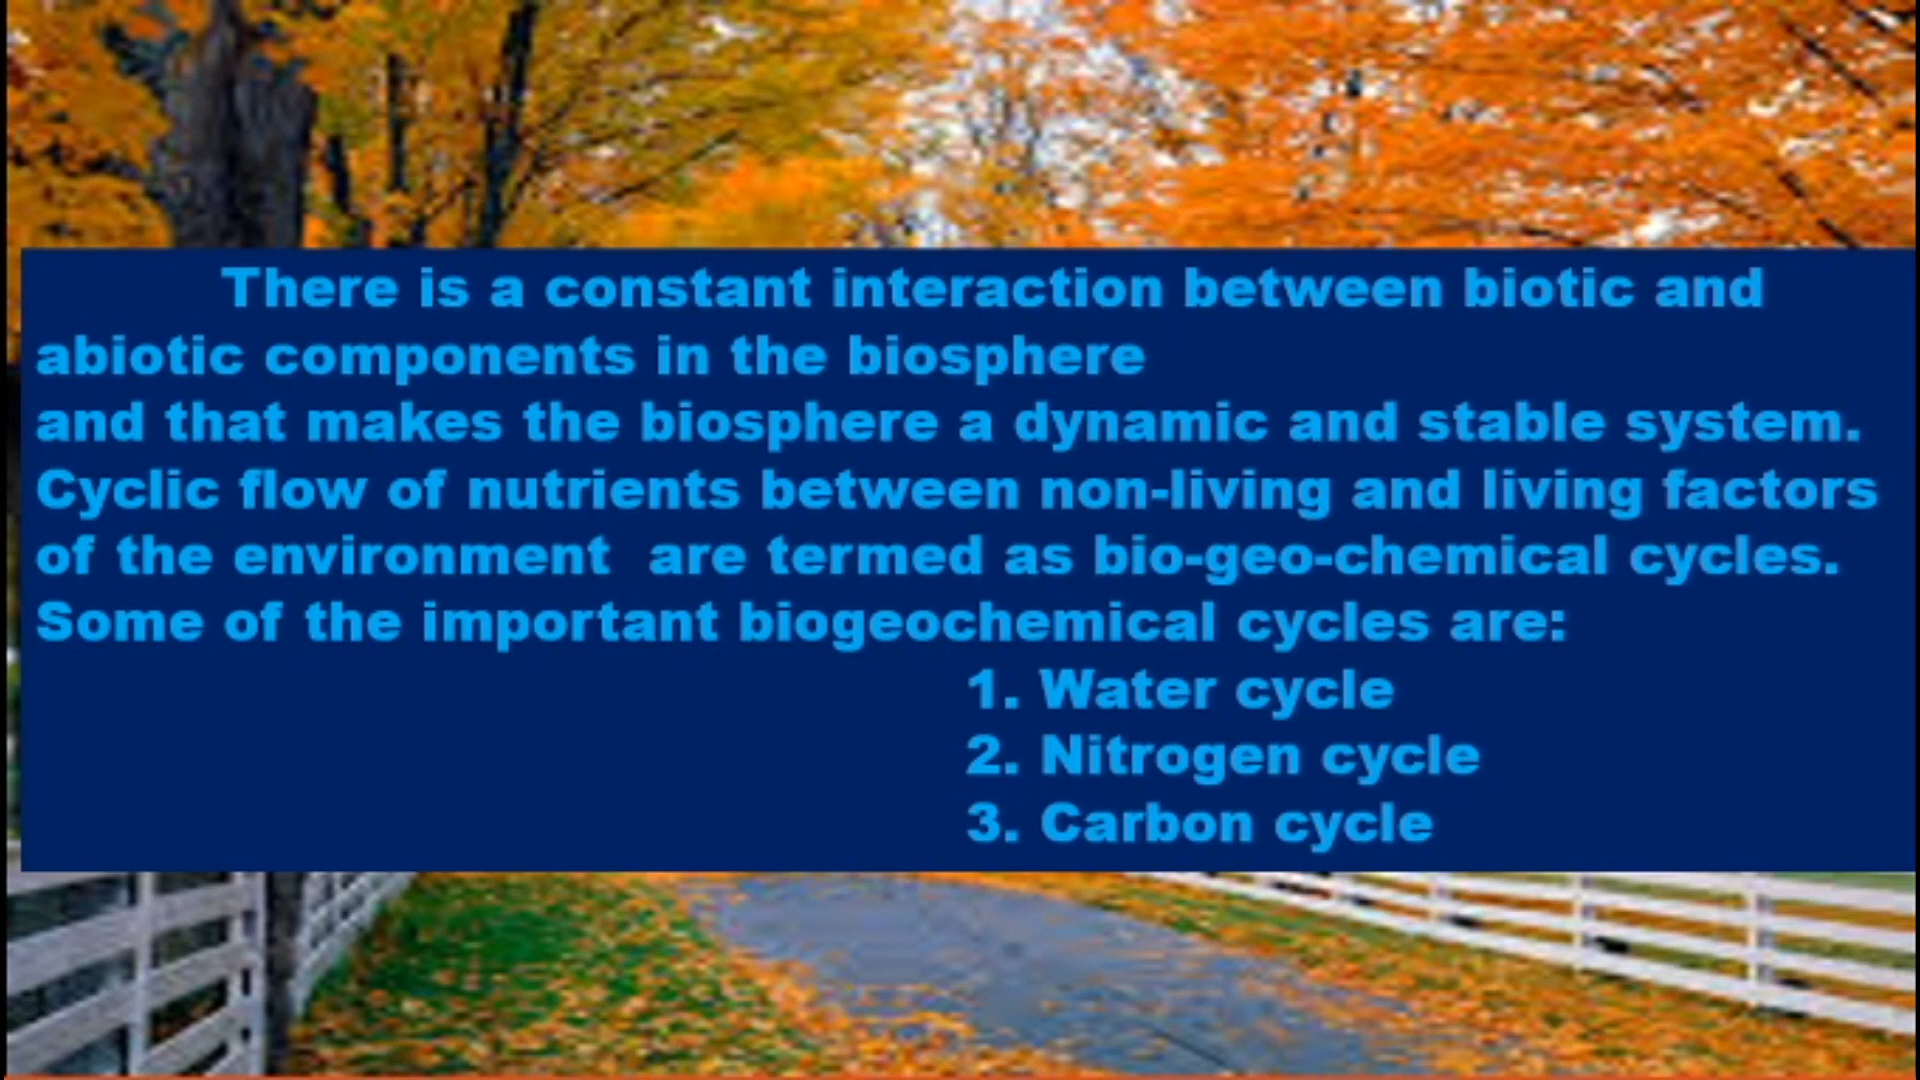 There is a constant interaction between biotic and
abiotic components in the biosphere
and that makes the biosphere a dynamic and stable system.
Cyclic flow of nutrients between non-living and living factors
of the environment  are termed as bio-geo-chemical cycles.
Some of the important biogeochemical cycles are:
1. Water cycle
2. Nitrogen cycle
3. Carbon cycle